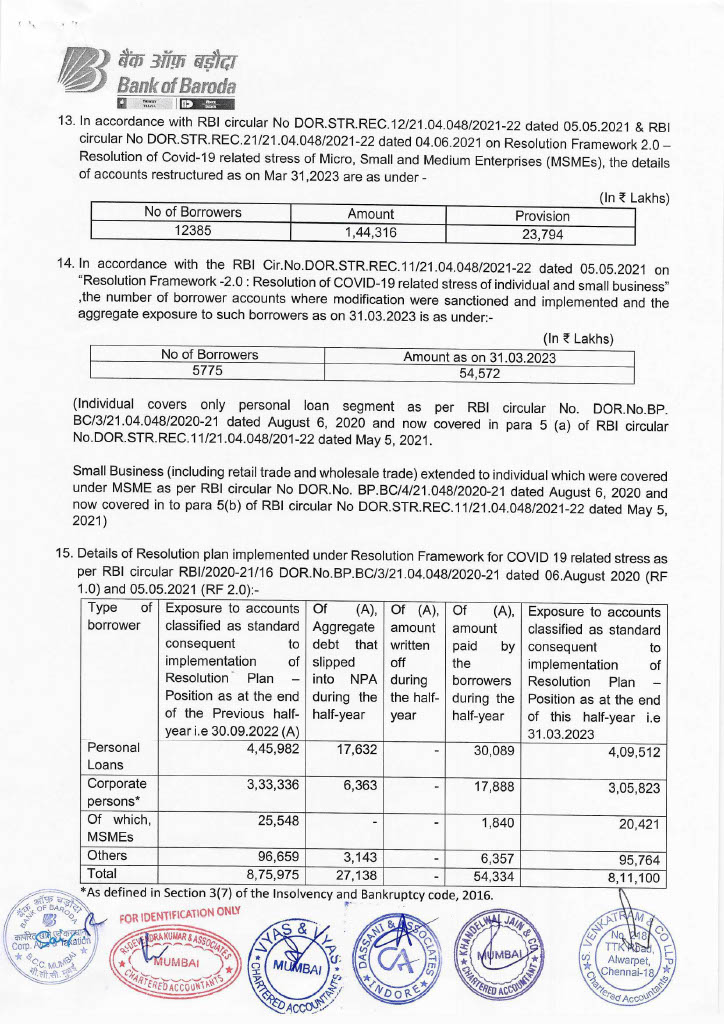 बैंक ऑफ़ बड़ौदा
Bank of Baroda
13. In accordance with RBI circular No DOR.STR.REC.12/21.04.048/2021-22 dated 05.05.2021 & RBI
circular No DOR.STR.REC.21/21.04.048/2021-22 dated 04.06.2021 on Resolution Framework 2.0 –
Resolution of Covid-19 related stress of Micro, Small and Medium Enterprises (MSMEs), the details
of accounts restructured as on Mar 31,2023 are as under -
(In ₹ Lakhs)
No of Borrowers Amount Provision
12385 1,44,316 23,794
14. In accordance with the RBI Cir.No.DOR.STR.REC.11/21.04.048/2021-22 dated 05.05.2021 on
"Resolution Framework -2.0 : Resolution of COVID-19 related stress of individual and small business"
,the number of borrower accounts where modification were sanctioned and implemented and the
aggregate exposure to such borrowers as on 31.03.2023 is as under:-
(In ₹ Lakhs)
No of Borrowers Amount as on 31.03.2023
5775 54,572
(Individual covers only personal loan segment as per RBI circular No. DOR.No.BP.
BC/3/21.04.048/2020-21 dated August 6, 2020 and now covered in para 5 (a) of RBI circular
No.DOR.STR.REC.11/21.04.048/201-22 dated May 5, 2021.
Small Business (including retail trade and wholesale trade) extended to individual which were covered
under MSME as per RBI circular No DOR.No. BP.BC/4/21.048/2020-21 dated August 6, 2020 and
now covered in to para 5(b) of RBI circular No DOR.STR.REC.11/21.04.048/2021-22 dated May 5,
2021)
15. Details of Resolution plan implemented under Resolution Framework for COVID 19 related stress as
per RBI circular RBI/2020-21/16 DOR.No.BP.BC/3/21.04.048/2020-21 dated 06.August 2020 (RF
1.0) and 05.05.2021 (RF 2.0):-
Type of Exposure to accounts Of (A), Of (A), Of (A), Exposure to accounts
borrower classified as standard Aggregate amount amount classified as standard
consequent to debt that written paid by consequent to
implementation of slipped off the implementation of
Resolution Plan – into NPA during borrowers Resolution Plan –
Position as at the end during the the half- during the Position as at the end
of the Previous half- half-year year half-year of this half-year i.e
year i.e 30.09.2022 (A) 31.03.2023
Personal 4,45,982 17,632 - 30,089 4,09,512
Loans
Corporate 3,33,336 6,363 - 17,888 3,05,823
persons*
Of which, 25,548 - - 1,840 20,421
MSMEs
Others 96,659 3,143 - 6,357 95,764
Total 8,75,975 27,138 - 54,334 8,11,100
*As defined in Section 3(7) of the Insolvency and Bankruptcy code, 2016.
FOR IDENTIFICATION ONLY
बैंक ऑफ़ बड़ौदा
BANK OF BARODA
B.C.C. MUMBAI
MUMBAI
CHARTERED ACCOUNTANTS
VYAS & VYAS
MUMBAI
CHARTERED ACCOUNTANTS
DASSANI & ASSOCIATES
CA
INDORE
KHANDELWAL JAIN & CO.
MUMBAI
CHARTERED ACCOUNTANTS
S. VENKATRAM & CO LLP
No. 218
TTK Road,
Alwarpet,
Chennai-18
Chartered Accountants